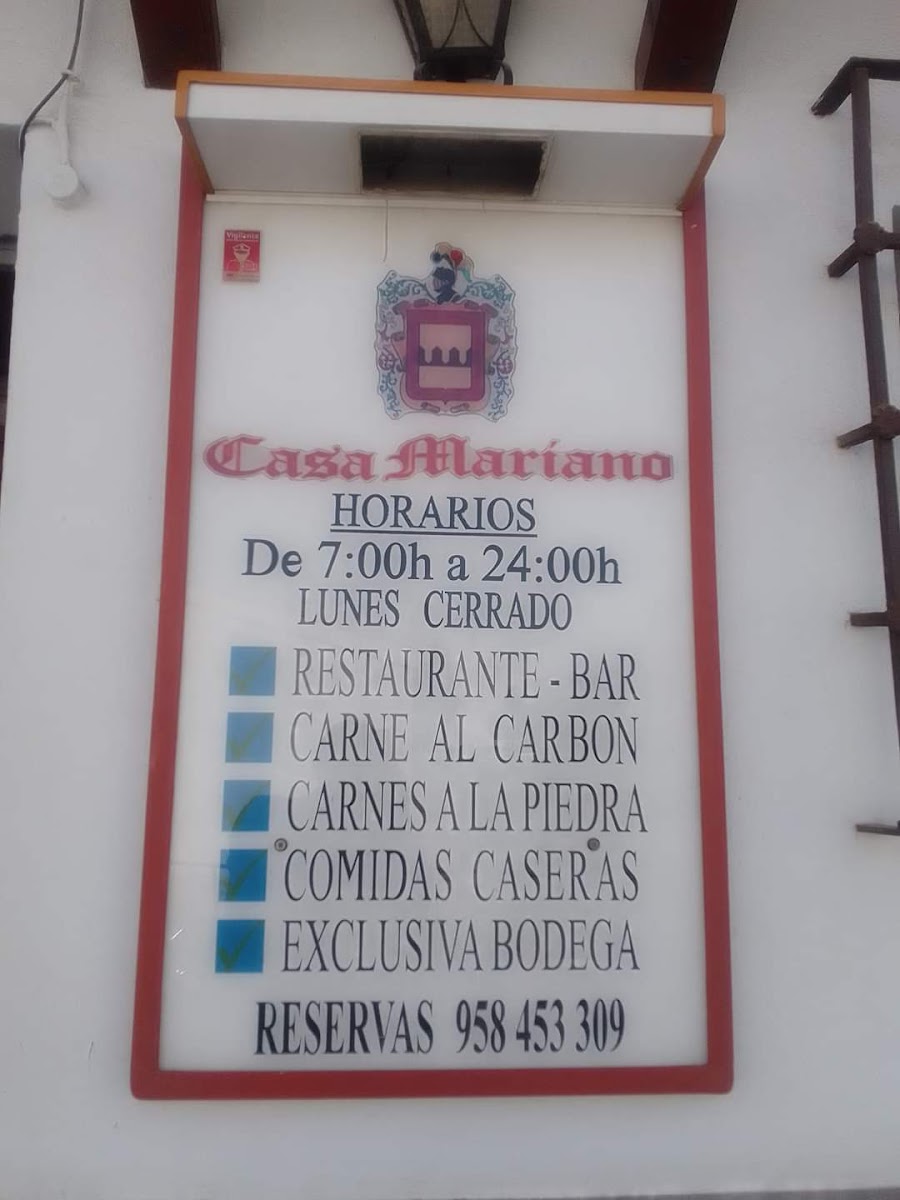 Vigilante
Casa Mariano
HORARIOS
De 7:00h a 24:00h
LUNES CERRADO
RESTAURANTE - BAR
CARNE AL CARBON
CARNES A LA PIEDRA
COMIDAS CASERAS
EXCLUSIVA BODEGA
RESERVAS 958 453 309